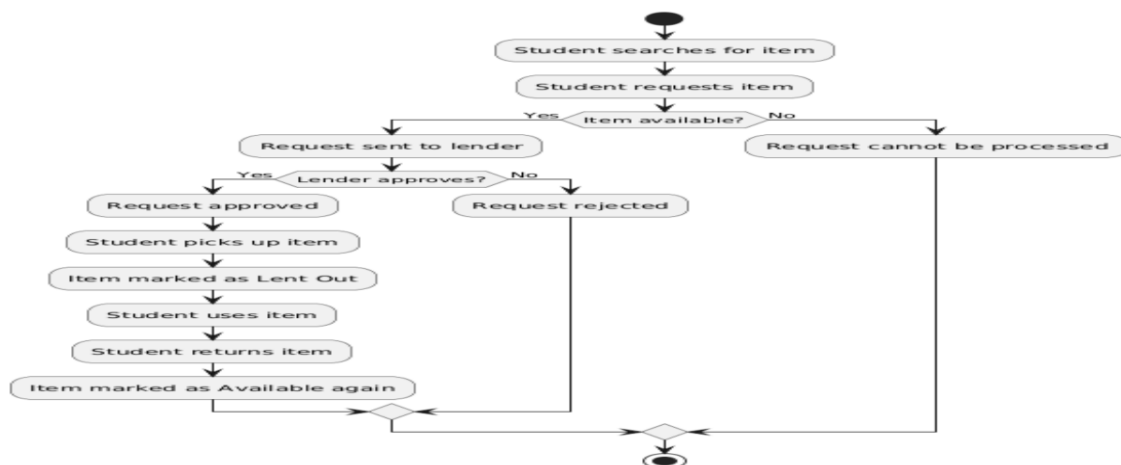 Student searches for item
Student requests item
Yes
Item available?
No
Request sent to lender
Request cannot be processed
Yes
Lender approves?
No
Request approved
Request rejected
Student picks up item
Item marked as Lent Out
Student uses item
Student returns item
Item marked as Available again